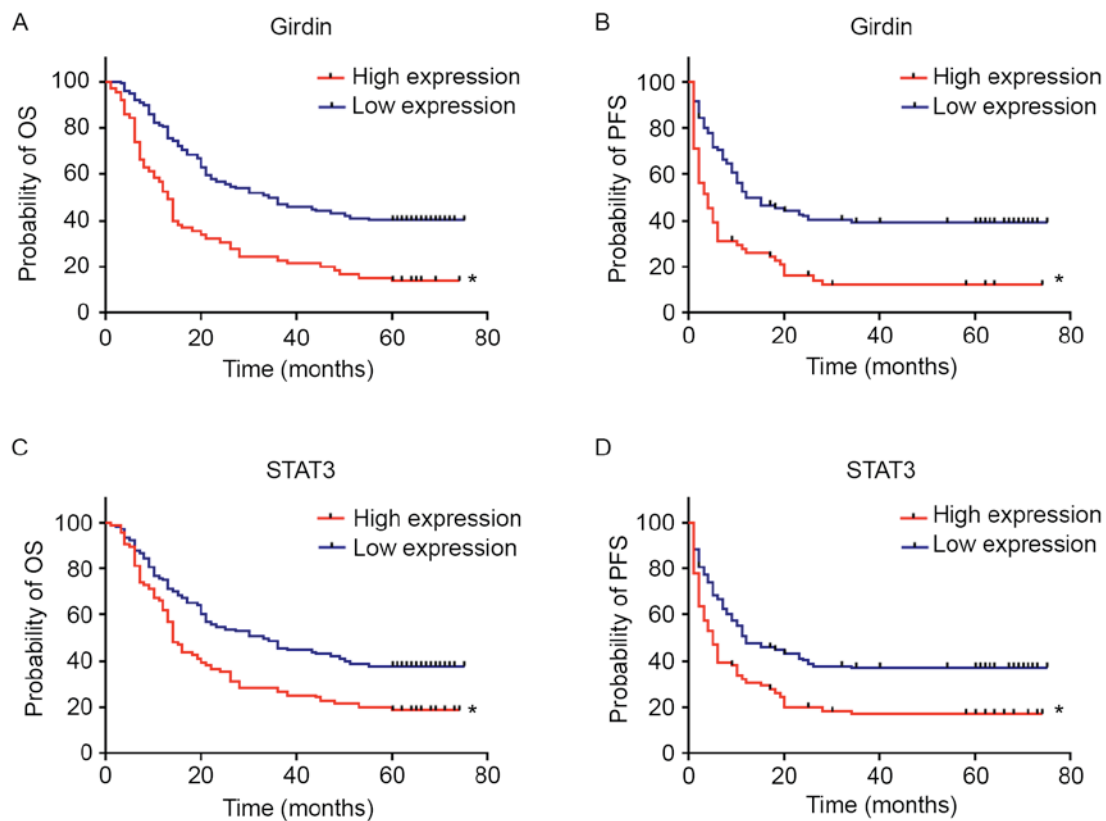 A
Girdin
High expression
Low expression
Probability of OS
100
80
60
40
20
0
*
0 20 40 60 80
Time (months)
B
Girdin
High expression
Low expression
Probability of PFS
100
80
60
40
20
0
*
0 20 40 60 80
Time (months)
C
STAT3
High expression
Low expression
Probability of OS
100
80
60
40
20
0
*
0 20 40 60 80
Time (months)
D
STAT3
High expression
Low expression
Probability of PFS
100
80
60
40
20
0
*
0 20 40 60 80
Time (months)